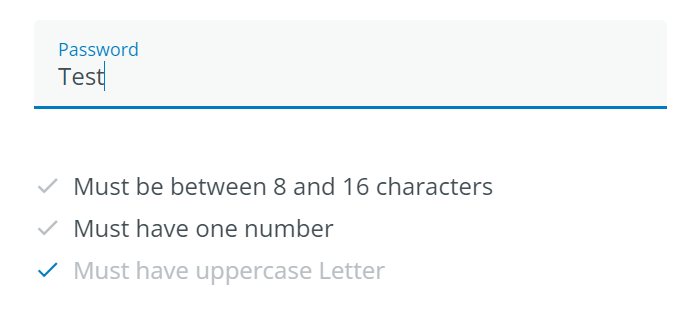 Password
Test
Must be between 8 and 16 characters
Must have one number
Must have uppercase Letter